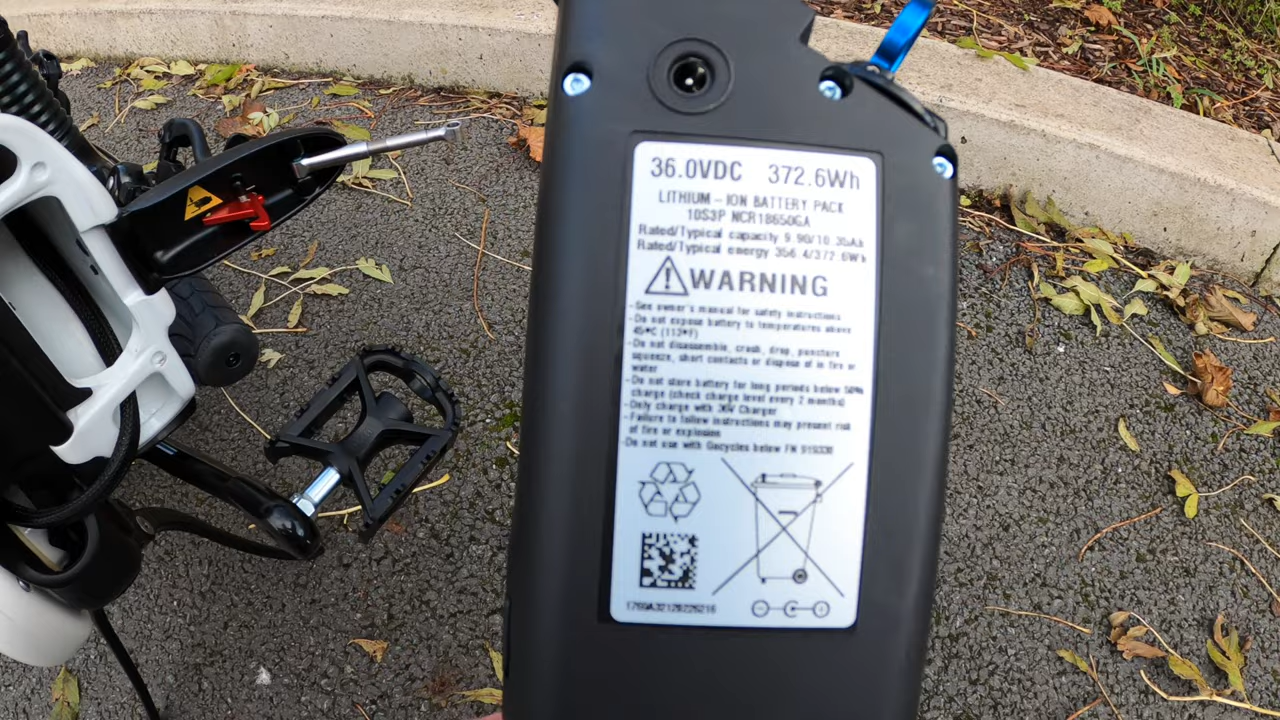 36.0VDC 372.6Wh
LITHIUM - ION BATTERY PACK
10S3P NCR18650GA
Rated/Typical capacity 9.90/10.35Ah
Rated/Typical energy 356.4/372.6Wh
WARNING
-See owner's manual for safety instructions
-Do not expose battery to temperatures above
45°C (113°F)
-Do not disassemble, crush, drop, puncture
squeeze, short contacts or dispose of in fire or
water
-Do not store battery for long periods below 50%
charge (check charge level every 2 months)
-Only charge with 36V Charger
-Failure to follow instructions may present risk
of fire or explosion
-Do not use with Gocycles below FN